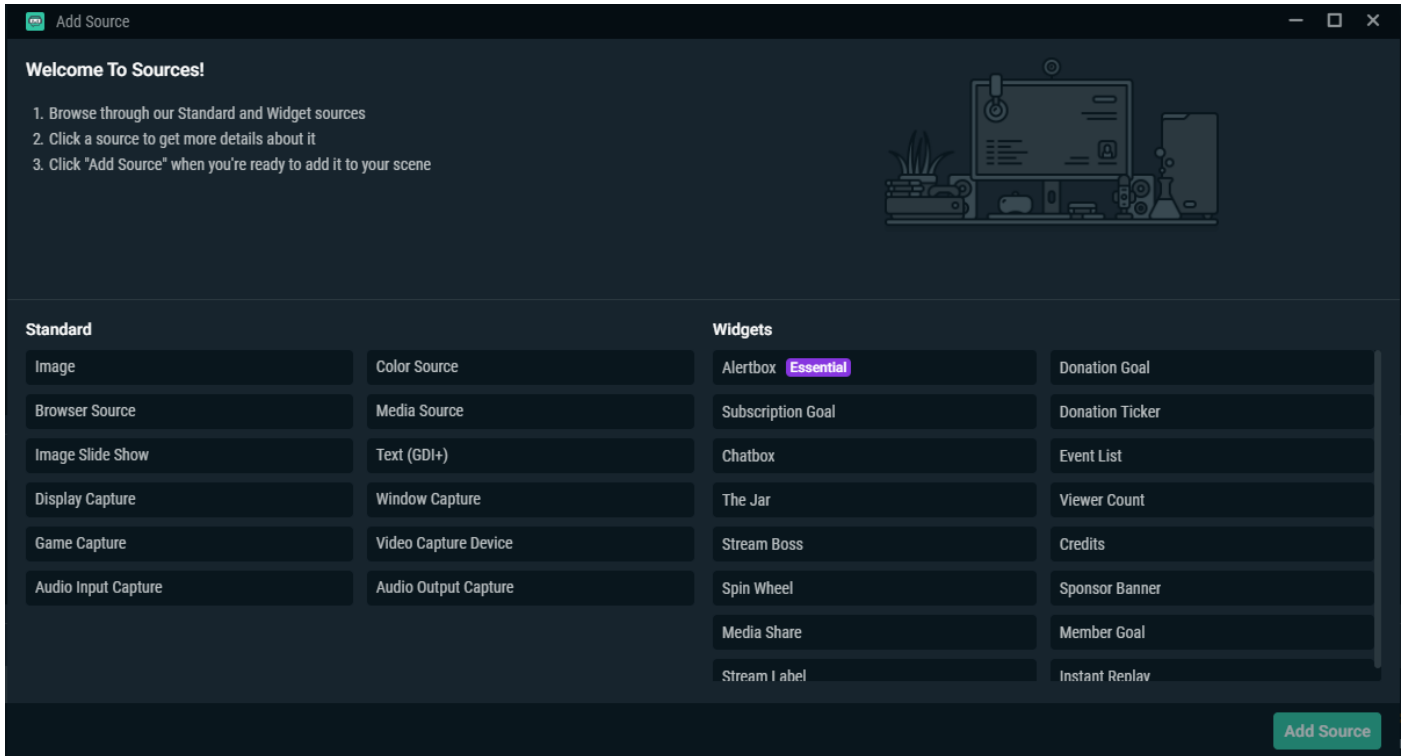 Add Source
Welcome To Sources!
1. Browse through our Standard and Widget sources
2. Click a source to get more details about it
3. Click "Add Source" when you're ready to add it to your scene
Standard
Image
Color Source
Browser Source
Media Source
Image Slide Show
Text (GDI+)
Display Capture
Window Capture
Game Capture
Video Capture Device
Audio Input Capture
Audio Output Capture
Widgets
Alertbox Essential
Donation Goal
Subscription Goal
Donation Ticker
Chatbox
Event List
The Jar
Viewer Count
Stream Boss
Credits
Spin Wheel
Sponsor Banner
Media Share
Member Goal
Stream Label
Instant Replay
Add Source